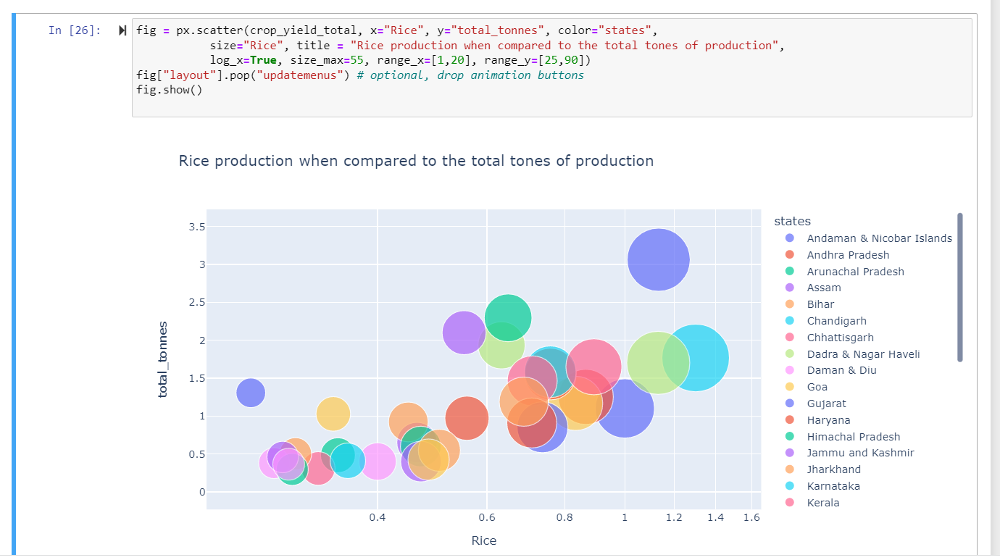 In [26]:
fig = px.scatter(crop_yield_total, x="Rice", y="total_tonnes", color="states",
size="Rice", title = "Rice production when compared to the total tones of production",
log_x=True, size_max=55, range_x=[1,20], range_y=[25,90])
fig["layout"].pop("updatemenus") # optional, drop animation buttons
fig.show()
Rice production when compared to the total tones of production
total_tonnes
3.5
3
2.5
2
1.5
1
0.5
0
0.4 0.6 0.8 1 1.2 1.4 1.6
Rice
states
Andaman & Nicobar Islands
Andhra Pradesh
Arunachal Pradesh
Assam
Bihar
Chandigarh
Chhattisgarh
Dadra & Nagar Haveli
Daman & Diu
Goa
Gujarat
Haryana
Himachal Pradesh
Jammu and Kashmir
Jharkhand
Karnataka
Kerala